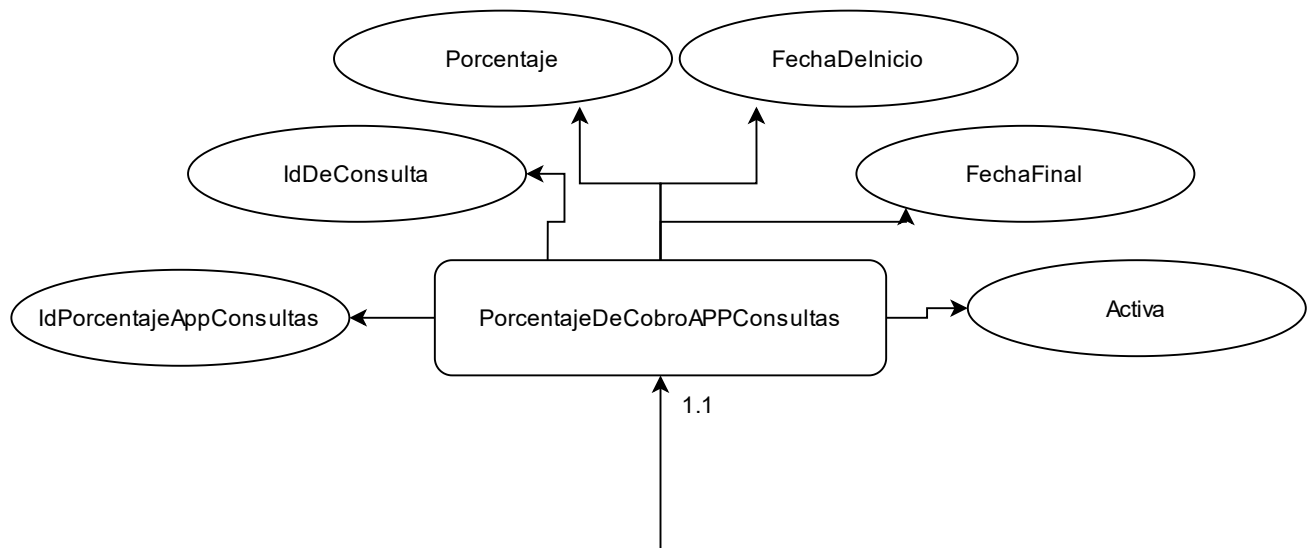 Porcentaje
FechaDeInicio
IdDeConsulta
FechaFinal
IdPorcentajeAppConsultas
PorcentajeDeCobroAPPConsultas
Activa
1.1